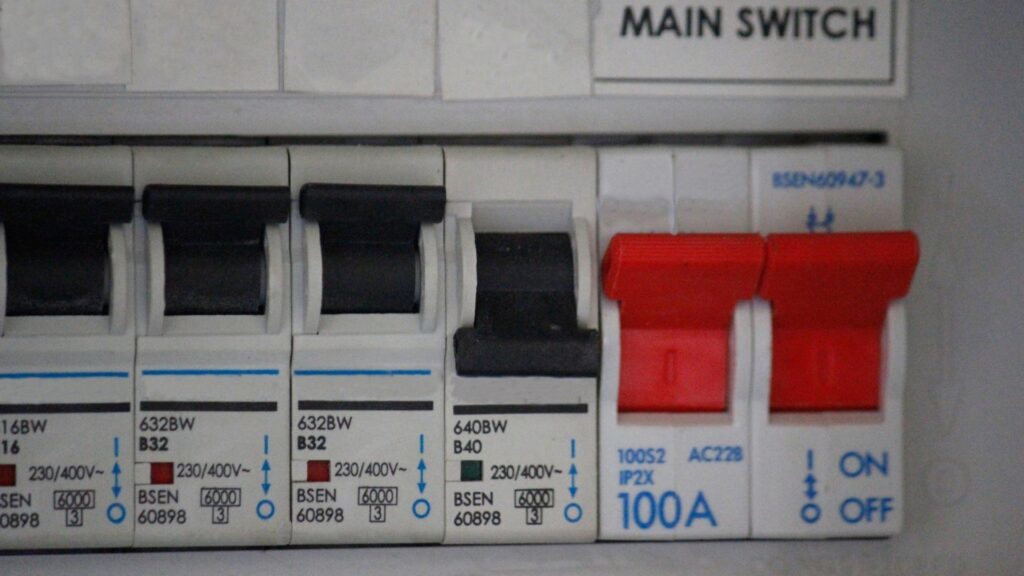 MAIN SWITCH
16BW
16
230/400V~
BSEN
60898
6000
3
I
O
632BW
B32
230/400V~
BSEN
60898
6000
3
I
O
632BW
B32
230/400V~
BSEN
60898
6000
3
I
O
640BW
B40
230/400V~
BSEN
60898
6000
3
I
O
100S2 AC22B
IP2X
100A
BSEN60947-3
I ON
O OFF